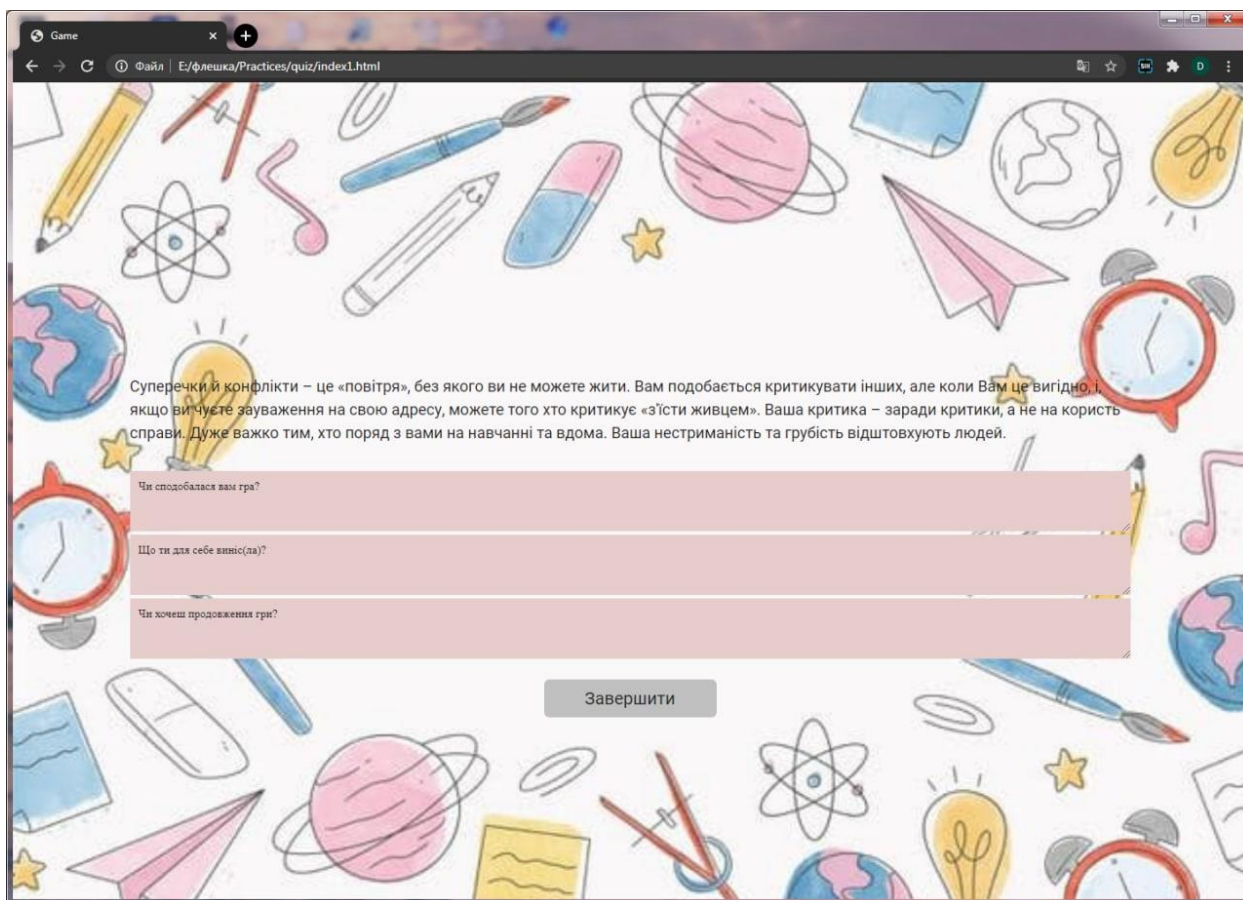 Game
Файл | E:/флешка/Practices/quiz/index1.html
SIH
D
Суперечки й конфлікти – це «повітря», без якого ви не можете жити. Вам подобається критикувати інших, але коли Вам це вигідно, і,
якщо ви чуєте зауваження на свою адресу, можете того хто критикує «з'їсти живцем». Ваша критика – заради критики, а не на користь
справи. Дуже важко тим, хто поряд з вами на навчанні та вдома. Ваша нестриманість та грубість відштовхують людей.
Чи сподобалася вам гра?
Що ти для себе виніс(ла)?
Чи хочеш продовження гри?
Завершити